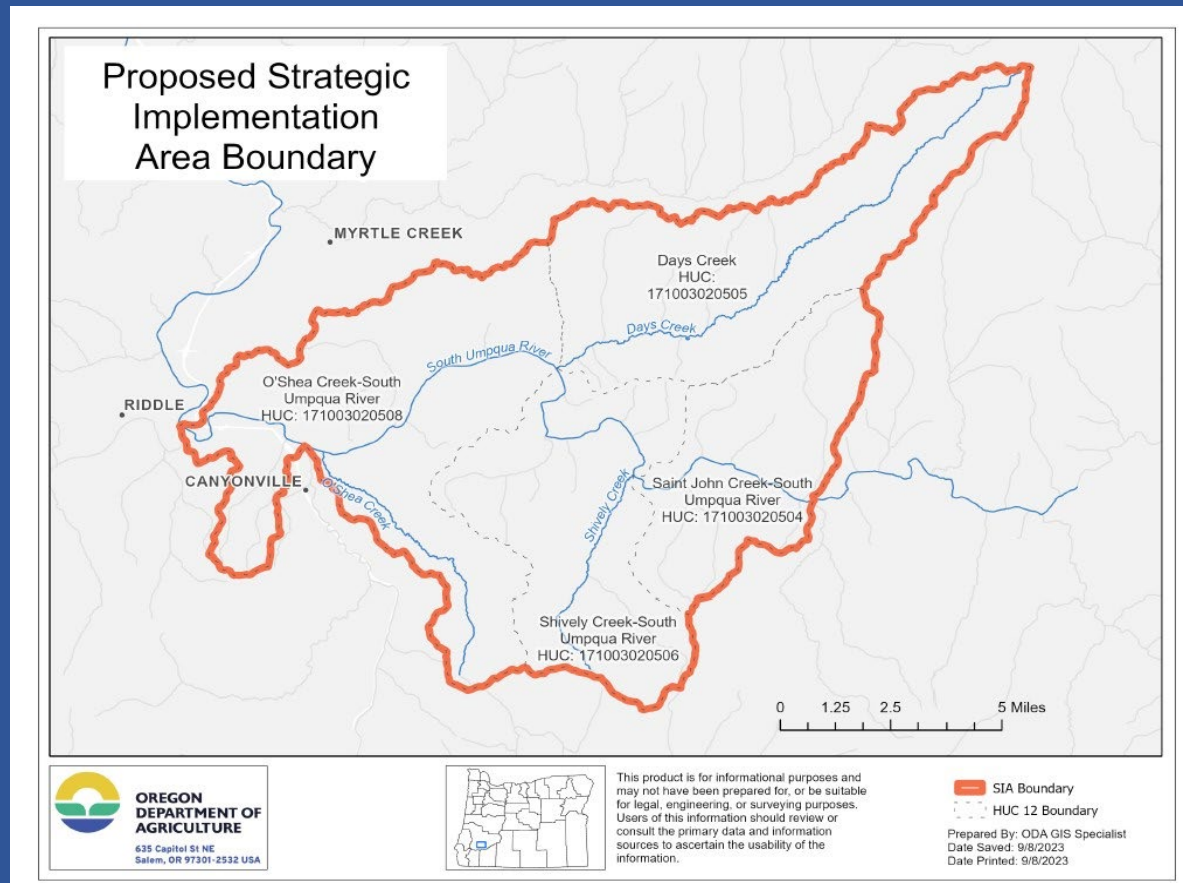 Proposed Strategic
Implementation
Area Boundary
MYRTLE CREEK
Days Creek
HUC:
171003020505
Days Creek
South Umpqua River
O'Shea Creek-South
Umpqua River
HUC: 171003020508
RIDDLE
CANYONVILLE
O'Shea Creek
Shively Creek
Saint John Creek-South
Umpqua River
HUC: 171003020504
Shively Creek-South
Umpqua River
HUC: 171003020506
0 1.25 2.5 5 Miles
OREGON
DEPARTMENT OF
AGRICULTURE
635 Capitol St NE
Salem, OR 97301-2532 USA
This product is for informational purposes and
may not have been prepared for, or be suitable
for legal, engineering, or surveying purposes.
Users of this information should review or
consult the primary data and information
sources to ascertain the usability of the
information.
SIA Boundary
HUC 12 Boundary
Prepared By: ODA GIS Specialist
Date Saved: 9/8/2023
Date Printed: 9/8/2023